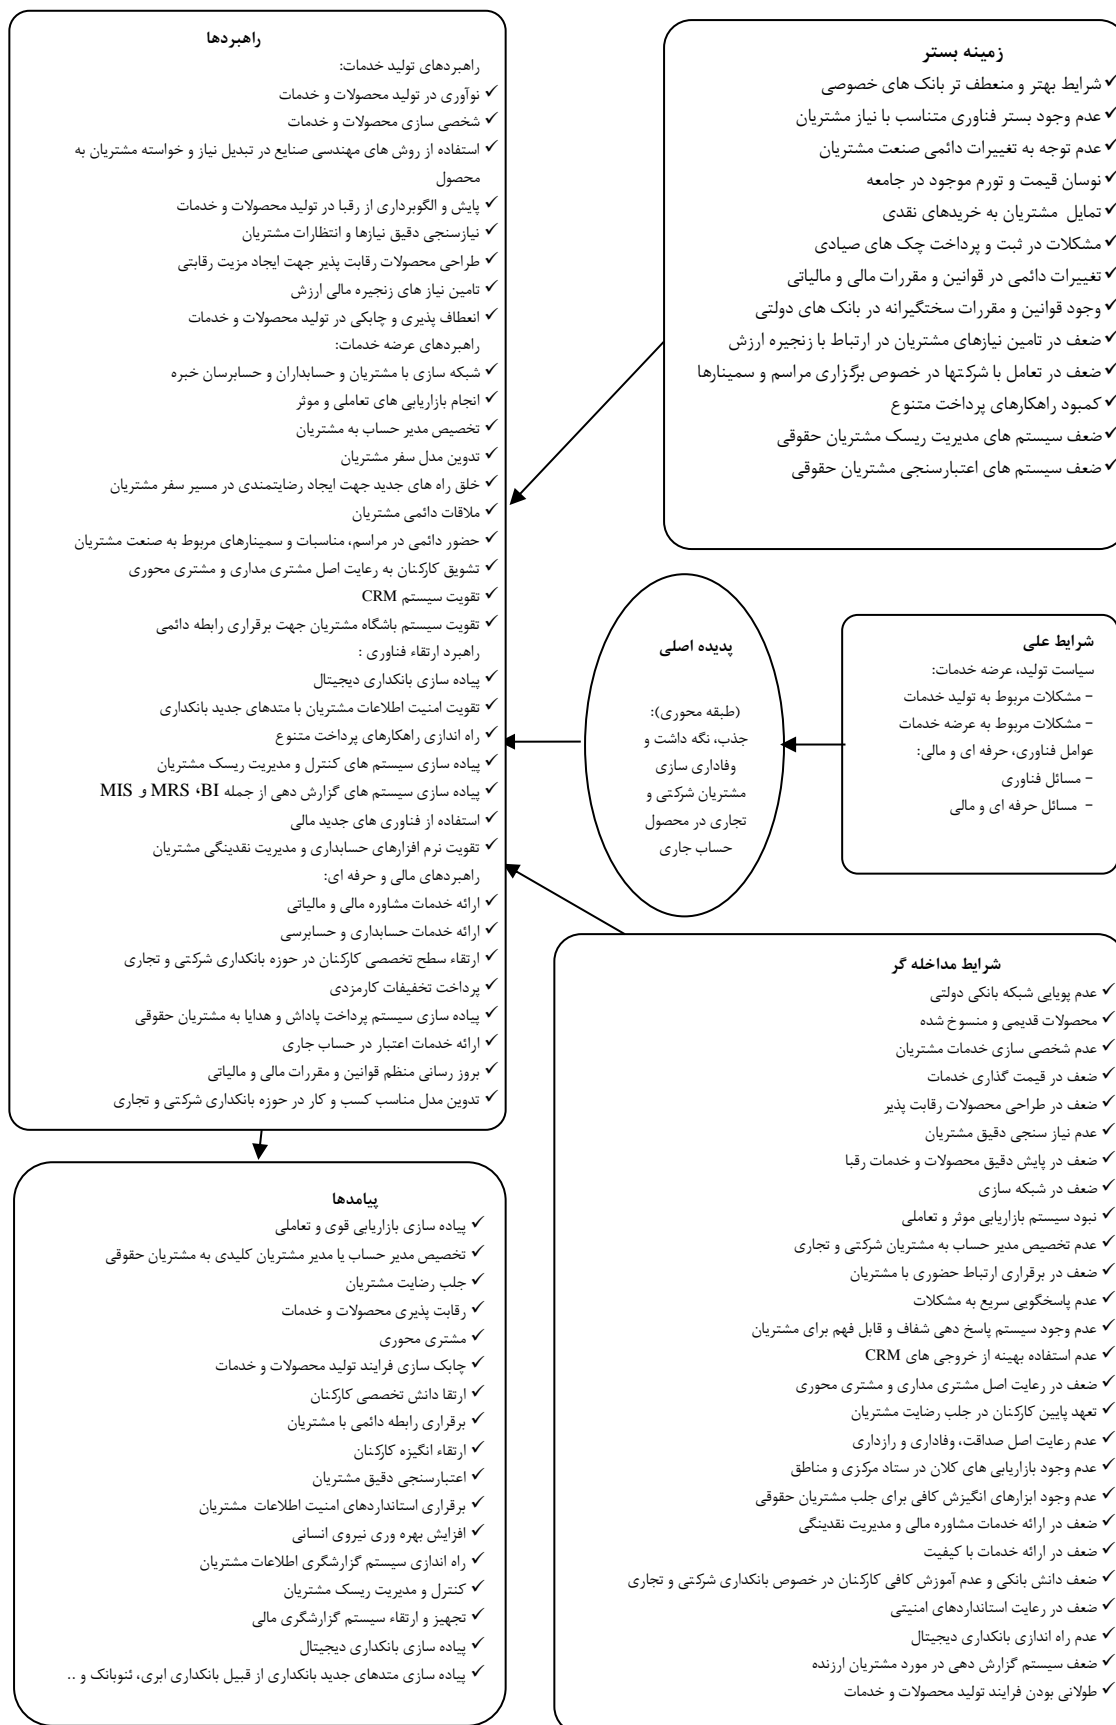 زمینه بستر
✓ شرایط بهتر و منعطف تر بانک های خصوصی
✓ عدم وجود بستر فناوری متناسب با نیاز مشتریان
✓ عدم توجه به تغییرات دائمی صنعت مشتریان
✓ نوسان قیمت و تورم موجود در جامعه
✓ تمایل مشتریان به خریدهای نقدی
✓ مشکلات در ثبت و پرداخت چک های صیادی
✓ تغییرات دائمی در قوانین و مقررات مالی و مالیاتی
✓ وجود قوانین و مقررات سختگیرانه در بانک های دولتی
✓ ضعف در تامین نیازهای مشتریان در ارتباط با زنجیره ارزش
✓ ضعف در تعامل با شرکتها در خصوص برگزاری مراسم و سمینارها
✓ کمبود راهکارهای پرداخت متنوع
✓ ضعف سیستم های مدیریت ریسک مشتریان حقوقی
✓ ضعف سیستم های اعتبارسنجی مشتریان حقوقی
شرایط علی
سیاست تولید، عرضه خدمات:
- مشکلات مربوط به تولید خدمات
- مشکلات مربوط به عرضه خدمات
عوامل فناوری، حرفه ای و مالی:
- مسائل فناوری
- مسائل حرفه ای و مالی
پدیده اصلی
(طبقه محوری):
جذب، نگه داشت و
وفاداری سازی
مشتریان شرکتی و
تجاری در محصول
حساب جاری
شرایط مداخله گر
✓ عدم پویایی شبکه بانکی دولتی
✓ محصولات قدیمی و منسوخ شده
✓ عدم شخصی سازی خدمات مشتریان
✓ ضعف در قیمت گذاری خدمات
✓ ضعف در طراحی محصولات رقابت پذیر
✓ عدم نیاز سنجی دقیق مشتریان
✓ ضعف در پایش دقیق محصولات و خدمات رقبا
✓ ضعف در شبکه سازی
✓ نبود سیستم بازاریابی موثر و تعاملی
✓ عدم تخصیص مدیر حساب به مشتریان شرکتی و تجاری
✓ ضعف در برقراری ارتباط حضوری با مشتریان
✓ عدم پاسخگویی سریع به مشکلات
✓ عدم وجود سیستم پاسخ دهی شفاف و قابل فهم برای مشتریان
✓ عدم استفاده بهینه از خروجی های CRM
✓ ضعف در رعایت اصل مشتری مداری و مشتری محوری
✓ تعهد پایین کارکنان در جلب رضایت مشتریان
✓ عدم رعایت اصل صداقت، وفاداری و رازداری
✓ عدم وجود بازاریابی های کلان در ستاد مرکزی و مناطق
✓ عدم وجود ابزارهای انگیزش کافی برای جلب مشتریان حقوقی
✓ ضعف در ارائه خدمات مشاوره مالی و مدیریت نقدینگی
✓ ضعف در ارائه خدمات با کیفیت
✓ ضعف دانش بانکی و عدم آموزش کافی کارکنان در خصوص بانکداری شرکتی و تجاری
✓ ضعف در رعایت استانداردهای امنیتی
✓ عدم راه اندازی بانکداری دیجیتال
✓ ضعف سیستم گزارش دهی در مورد مشتریان ارزنده
✓ طولانی بودن فرایند تولید محصولات و خدمات
راهبردها
راهبردهای تولید خدمات:
✓ نوآوری در تولید محصولات و خدمات
✓ شخصی سازی محصولات و خدمات
✓ استفاده از روش های مهندسی صنایع در تبدیل نیاز و خواسته مشتریان به
محصول
✓ پایش و الگوبرداری از رقبا در تولید محصولات و خدمات
✓ نیازسنجی دقیق نیازها و انتظارات مشتریان
✓ طراحی محصولات رقابت پذیر جهت ایجاد مزیت رقابتی
✓ تامین نیاز های زنجیره مالی ارزش
✓ انعطاف پذیری و چابکی در تولید محصولات و خدمات
راهبردهای عرضه خدمات:
✓ شبکه سازی با مشتریان و حسابداران و حسابرسان خبره
✓ انجام بازاریابی های تعاملی و موثر
✓ تخصیص مدیر حساب به مشتریان
✓ تدوین مدل سفر مشتریان
✓ خلق راه های جدید جهت ایجاد رضایتمندی در مسیر سفر مشتریان
✓ ملاقات دائمی مشتریان
✓ حضور دائمی در مراسم، مناسبات و سمینارهای مربوط به صنعت مشتریان
✓ تشویق کارکنان به رعایت اصل مشتری مداری و مشتری محوری
✓ تقویت سیستم CRM
✓ تقویت سیستم باشگاه مشتریان جهت برقراری رابطه دائمی
راهبرد ارتقاء فناوری :
✓ پیاده سازی بانکداری دیجیتال
✓ تقویت امنیت اطلاعات مشتریان با متدهای جدید بانکداری
✓ راه اندازی راهکارهای پرداخت متنوع
✓ پیاده سازی سیستم های کنترل و مدیریت ریسک مشتریان
✓ پیاده سازی سیستم های گزارش دهی از جمله BI، MRS و MIS
✓ استفاده از فناوری های جدید مالی
✓ تقویت نرم افزارهای حسابداری و مدیریت نقدینگی مشتریان
راهبردهای مالی و حرفه ای:
✓ ارائه خدمات مشاوره مالی و مالیاتی
✓ ارائه خدمات حسابداری و حسابرسی
✓ ارتقاء سطح تخصصی کارکنان در حوزه بانکداری شرکتی و تجاری
✓ پرداخت تخفیفات کارمزدی
✓ پیاده سازی سیستم پرداخت پاداش و هدایا به مشتریان حقوقی
✓ ارائه خدمات اعتبار در حساب جاری
✓ بروز رسانی منظم قوانین و مقررات مالی و مالیاتی
✓ تدوین مدل مناسب کسب و کار در حوزه بانکداری شرکتی و تجاری
پیامدها
✓ پیاده سازی بازاریابی قوی و تعاملی
✓ تخصیص مدیر حساب یا مدیر مشتریان کلیدی به مشتریان حقوقی
✓ جلب رضایت مشتریان
✓ رقابت پذیری محصولات و خدمات
✓ مشتری محوری
✓ چابک سازی فرایند تولید محصولات و خدمات
✓ ارتقا دانش تخصصی کارکنان
✓ برقراری رابطه دائمی با مشتریان
✓ ارتقاء انگیزه کارکنان
✓ اعتبارسنجی دقیق مشتریان
✓ برقراری استانداردهای امنیت اطلاعات مشتریان
✓ افزایش بهره وری نیروی انسانی
✓ راه اندازی سیستم گزارشگری اطلاعات مشتریان
✓ کنترل و مدیریت ریسک مشتریان
✓ تجهیز و ارتقاء سیستم گزارشگری مالی
✓ پیاده سازی بانکداری دیجیتال
✓ پیاده سازی متدهای جدید بانکداری از قبیل بانکداری ابری، نئوبانک و ..